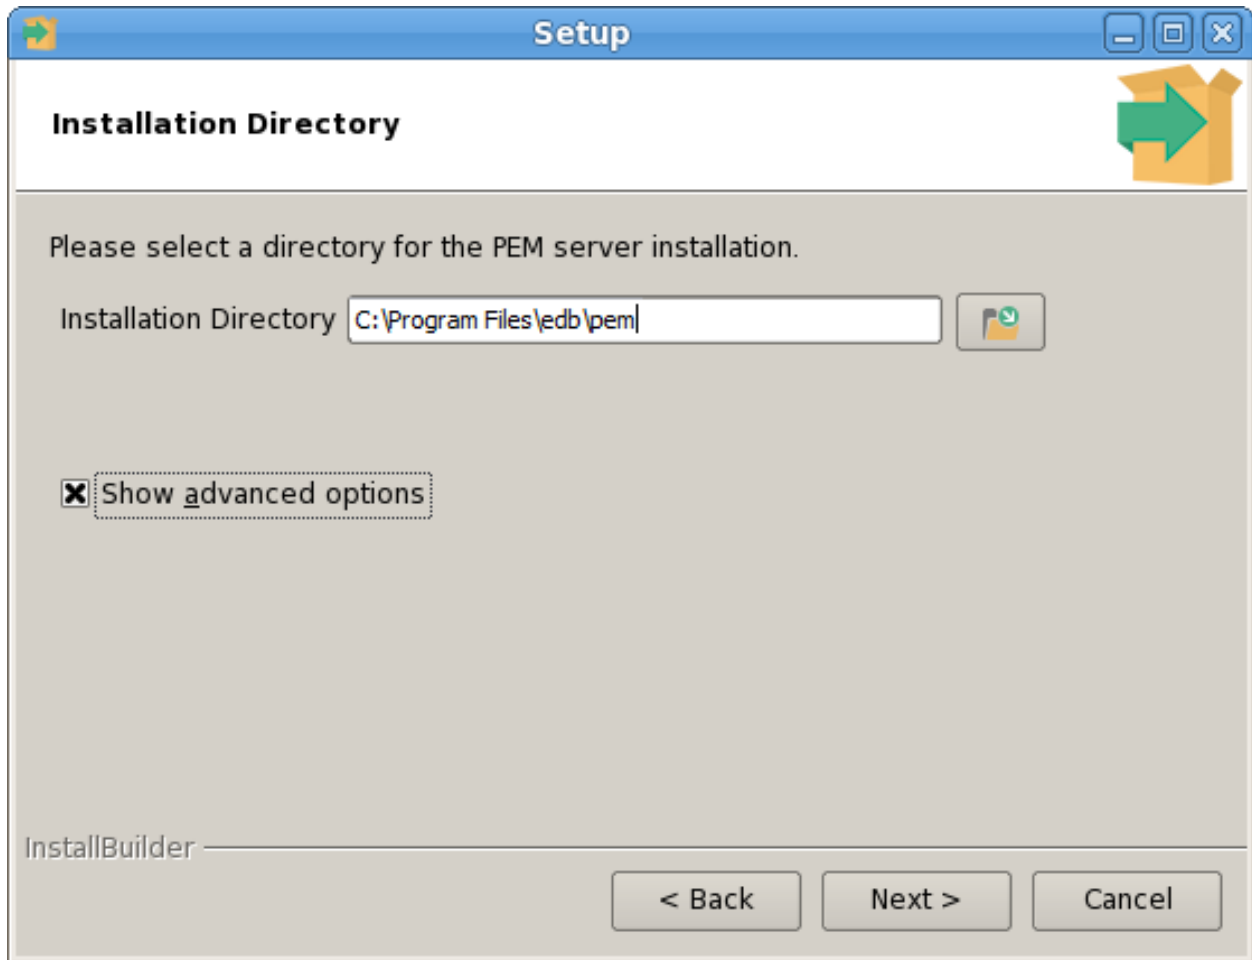 Setup
Installation Directory
Please select a directory for the PEM server installation.
Installation Directory C:\Program Files\edb\pem
Show advanced options
InstallBuilder
< Back Next > Cancel